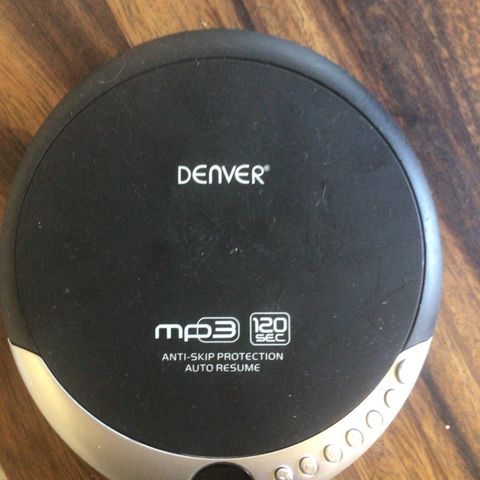 DENVER®
mp3 120 SEC
ANTI-SKIP PROTECTION
AUTO RESUME